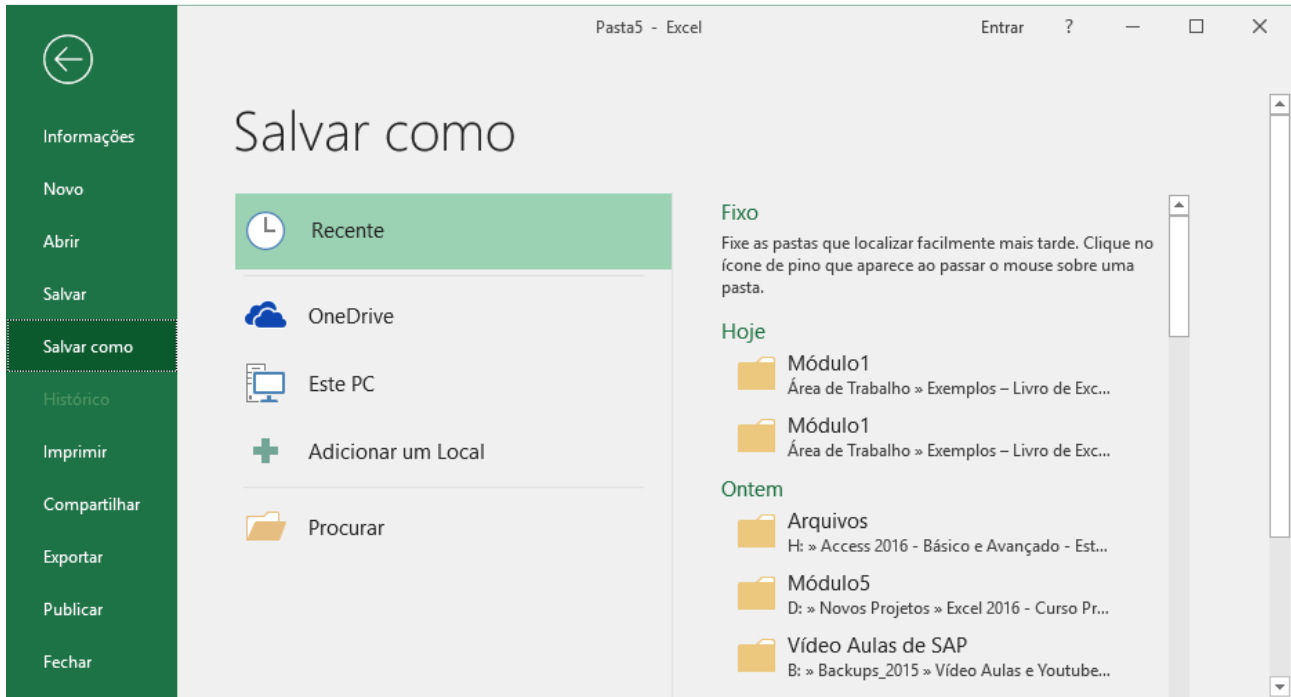 Pasta5 - Excel
Entrar ?
Informações
Novo
Abrir
Salvar
Salvar como
Histórico
Imprimir
Compartilhar
Exportar
Publicar
Fechar
Salvar como
Recente
OneDrive
Este PC
Adicionar um Local
Procurar
Fixo
Fixe as pastas que localizar facilmente mais tarde. Clique no
ícone de pino que aparece ao passar o mouse sobre uma
pasta.
Hoje
Módulo1
Área de Trabalho » Exemplos – Livro de Exc...
Módulo1
Área de Trabalho » Exemplos – Livro de Exc...
Ontem
Arquivos
H: » Access 2016 - Básico e Avançado - Est...
Módulo5
D: » Novos Projetos » Excel 2016 - Curso Pr...
Vídeo Aulas de SAP
B: » Backups_2015 » Vídeo Aulas e Youtube...